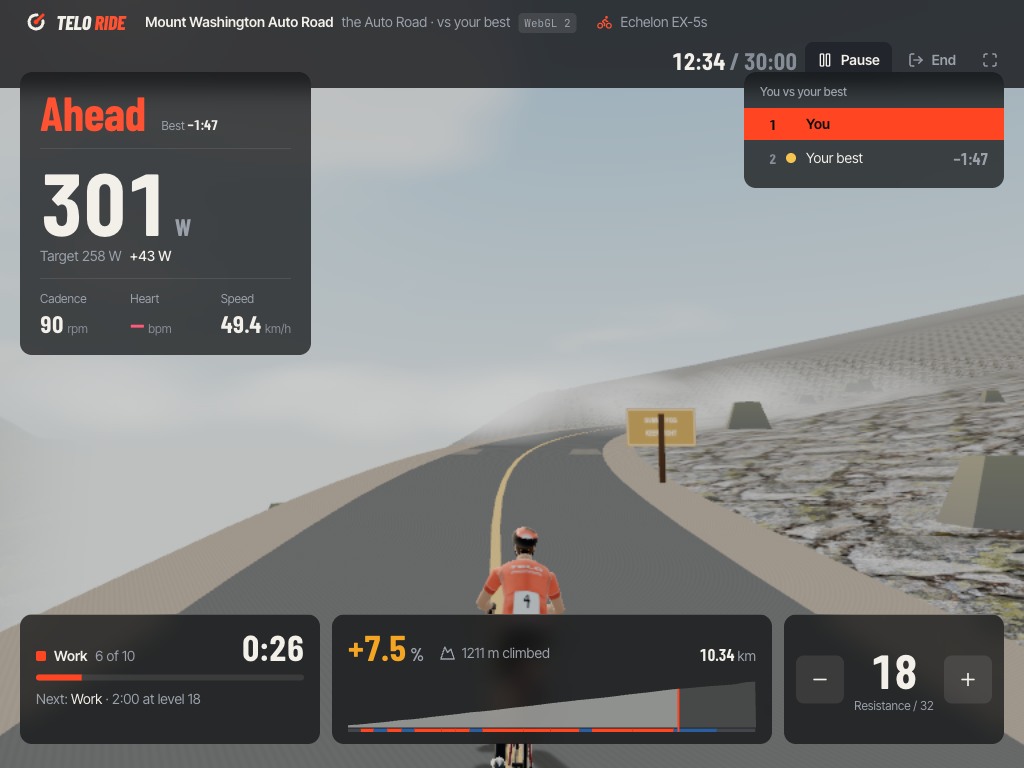 TELO RIDE Mount Washington Auto Road the Auto Road · vs your best WebGL 2 Echelon EX-5s
12:34 / 30:00 Pause End
Ahead Best −1:47
301 W
Target 258 W +43 W
Cadence Heart Speed
90 rpm — bpm 49.4 km/h
You vs your best
1 You
2 Your best −1:47
TELO
4
Work 6 of 10 0:26
Next: Work · 2:00 at level 18
+7.5 % 1211 m climbed 10.34 km
− 18 +
Resistance / 32